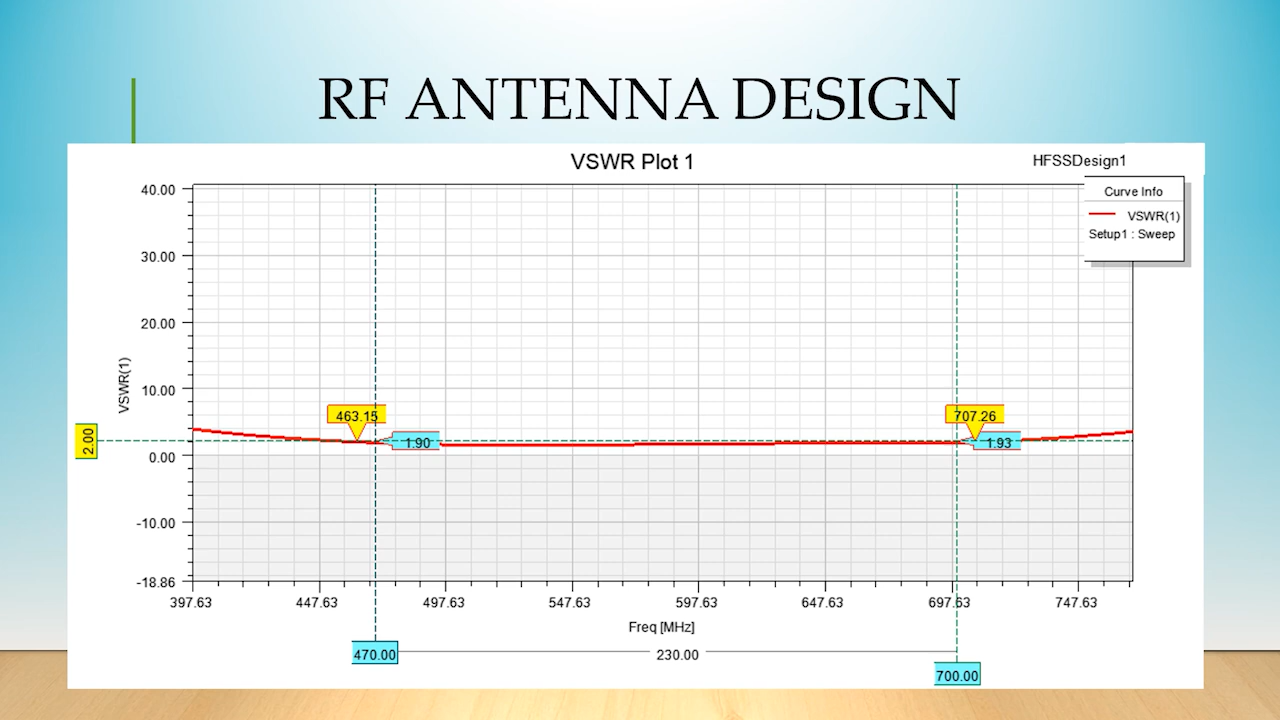 RF ANTENNA DESIGN
VSWR Plot 1
HFSSDesign1
Curve Info
VSWR(1)
Setup1 : Sweep
40.00
30.00
20.00
10.00
0.00
-10.00
-18.86
VSWR(1)
2.00
463.15
1.90
707.26
1.93
397.63 447.63 497.63 547.63 597.63 647.63 697.63 747.63
Freq [MHz]
470.00 230.00 700.00